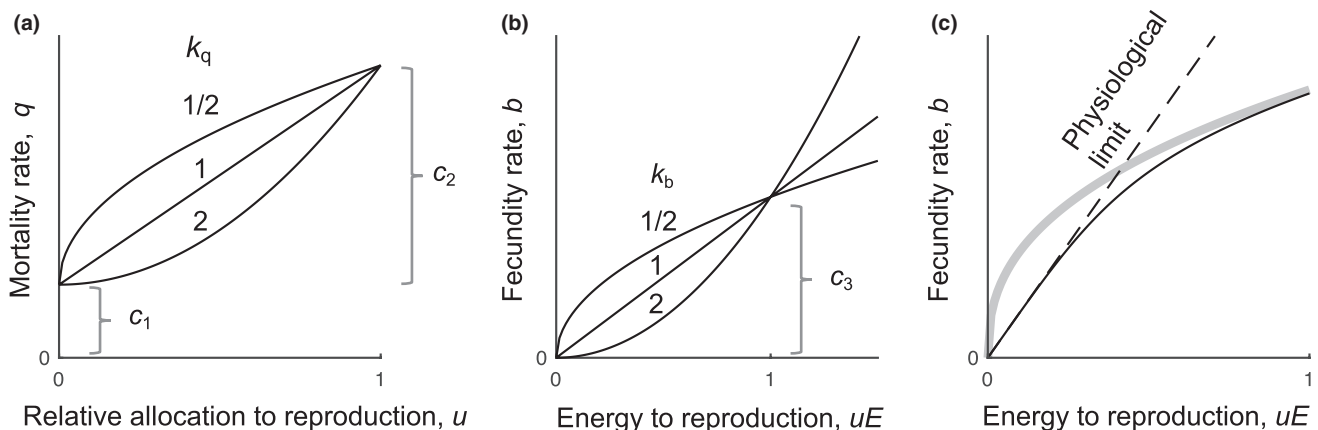 (a)
Mortality rate, q
k_q
1/2
1
2
c_2
c_1
0
0
1
Relative allocation to reproduction, u
(b)
Fecundity rate, b
k_b
1/2
1
2
c_3
0
0
1
Energy to reproduction, uE
(c)
Fecundity rate, b
Physiological
limit
0
0
1
Energy to reproduction, uE